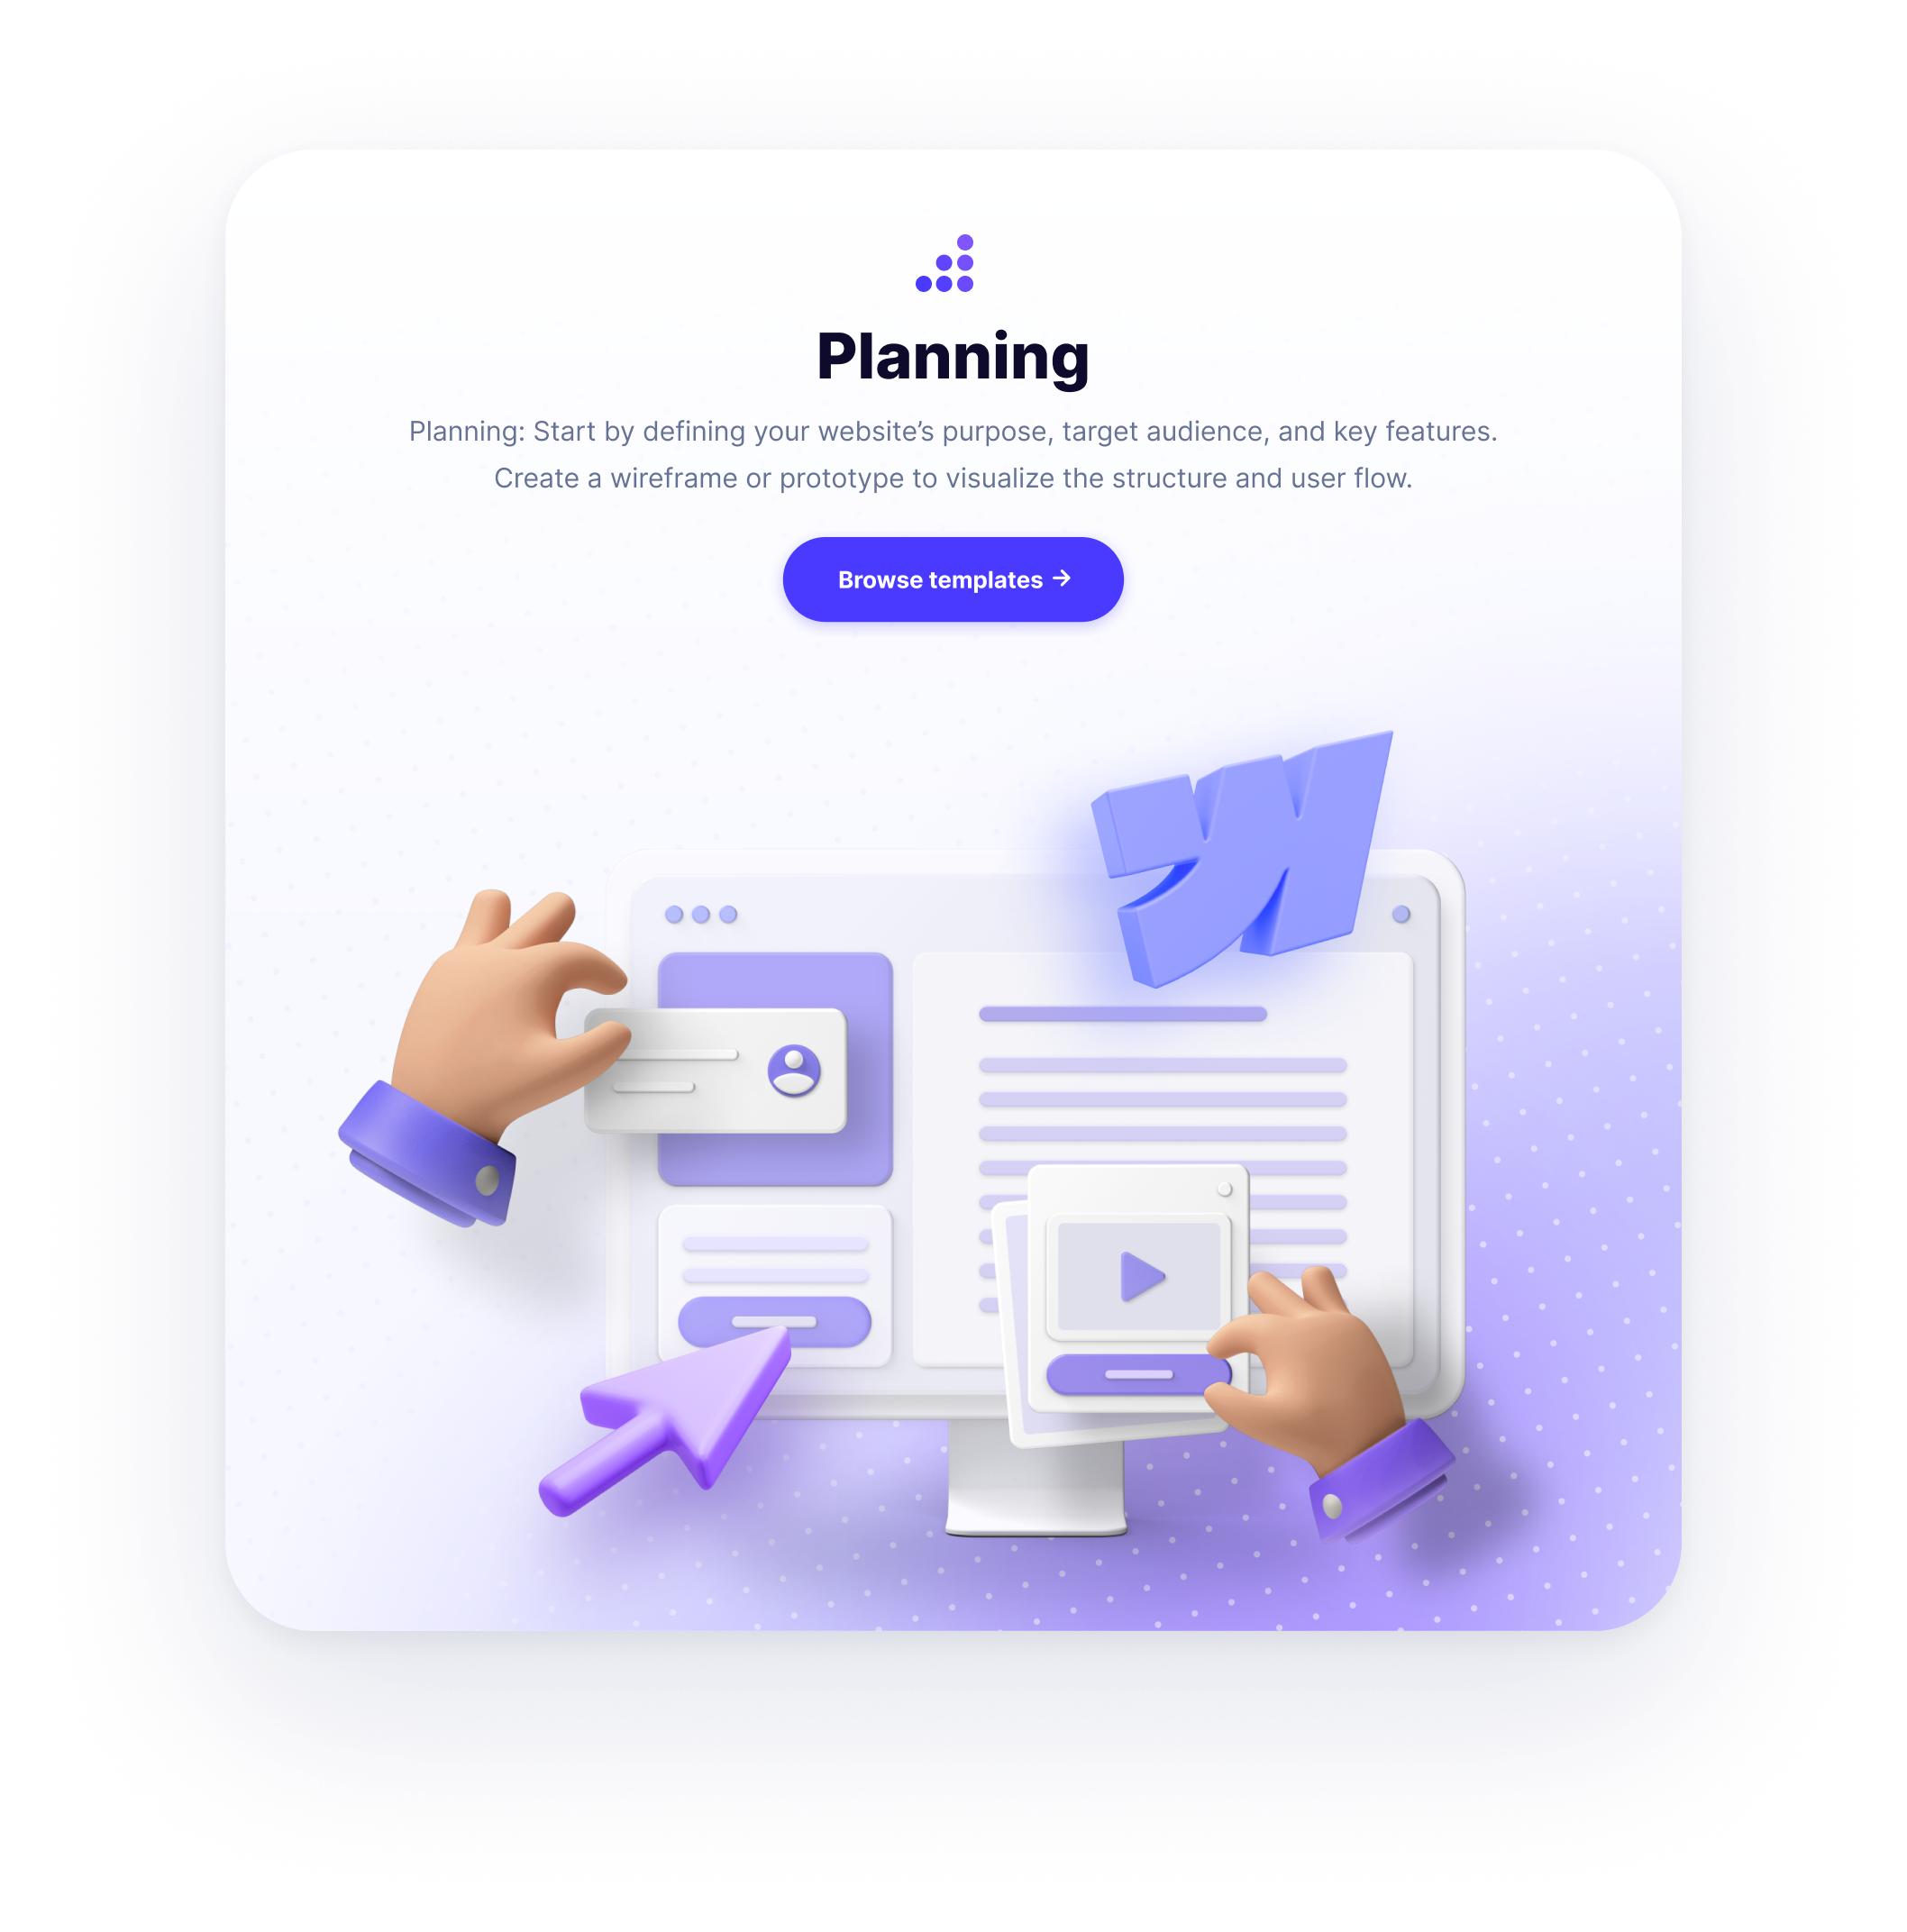 Planning
Planning: Start by defining your website’s purpose, target audience, and key features.
Create a wireframe or prototype to visualize the structure and user flow.
Browse templates →